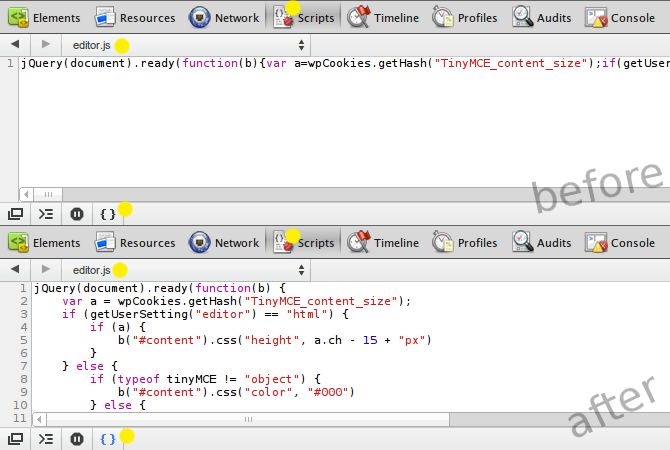 Elements Resources Network Scripts Timeline Profiles Audits Console
editor.js
1 jQuery(document).ready(function(b){var a=wpCookies.getHash("TinyMCE_content_size");if(getUser
before
{}
Elements Resources Network Scripts Timeline Profiles Audits Console
editor.js
1 jQuery(document).ready(function(b) {
2 var a = wpCookies.getHash("TinyMCE_content_size");
3 if (getUserSetting("editor") == "html") {
4 if (a) {
5 b("#content").css("height", a.ch - 15 + "px")
6 }
7 } else {
8 if (typeof tinyMCE != "object") {
9 b("#content").css("color", "#000")
10 } else {
11
after
{}